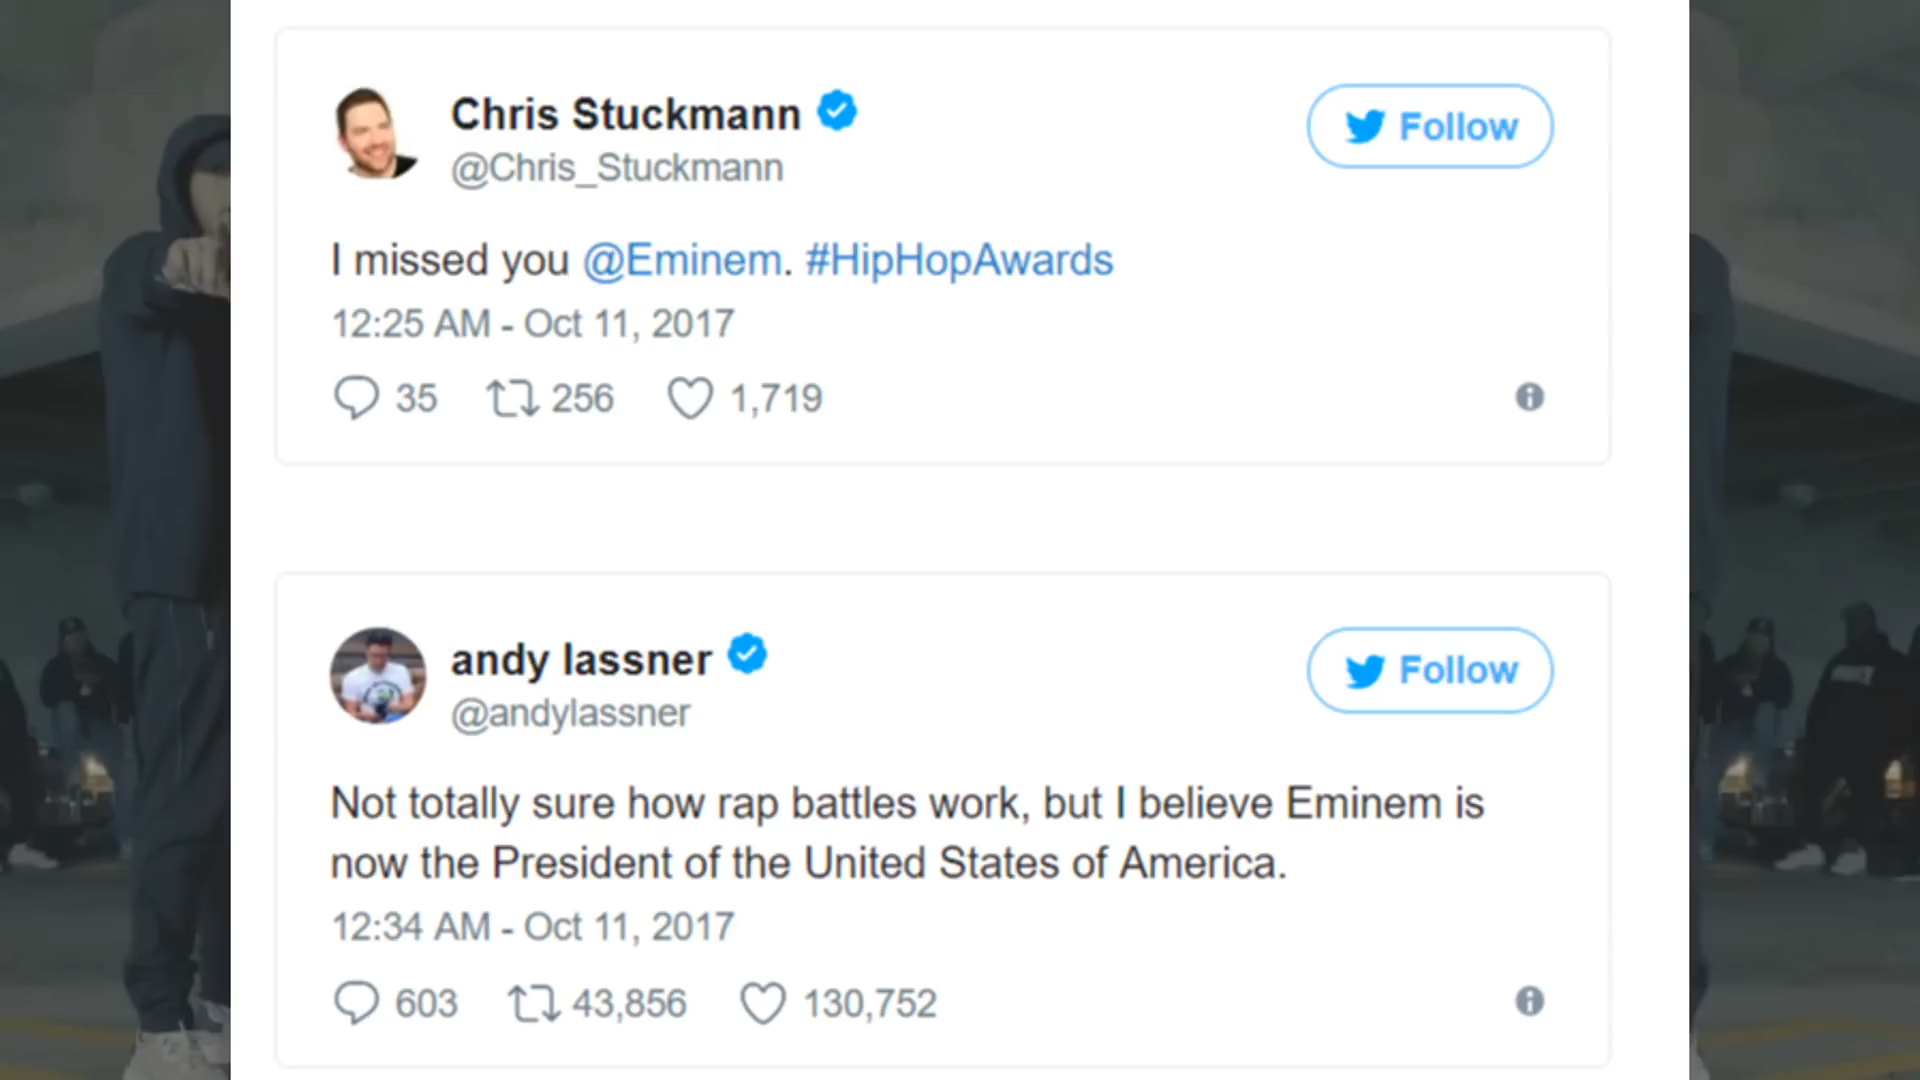 Chris Stuckmann
@Chris_Stuckmann
Follow
I missed you @Eminem. #HipHopAwards
12:25 AM - Oct 11, 2017
35 256 1,719
andy lassner
@andylassner
Follow
Not totally sure how rap battles work, but I believe Eminem is
now the President of the United States of America.
12:34 AM - Oct 11, 2017
603 43,856 130,752